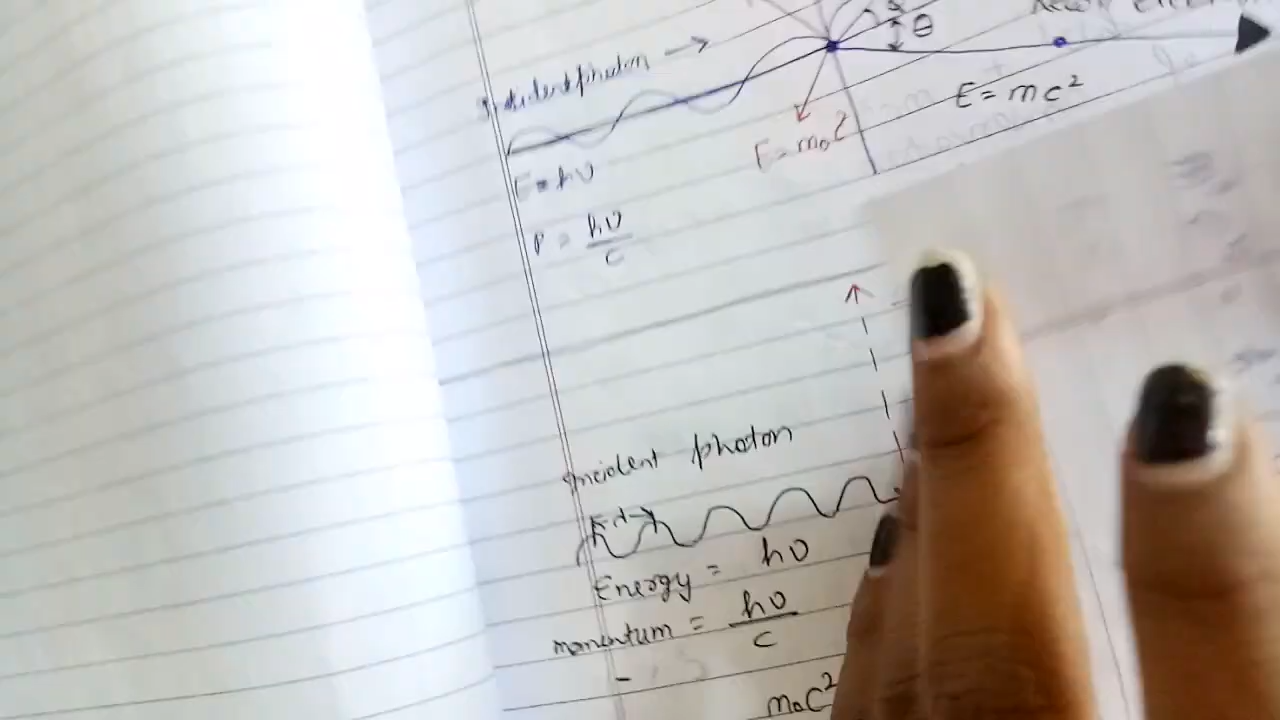 θ
Incident photon →
E = mc²
E = m₀c²
E = hν
P = hν/c
Incident photon
Energy = hν
momentum = hν/c
m₀c²